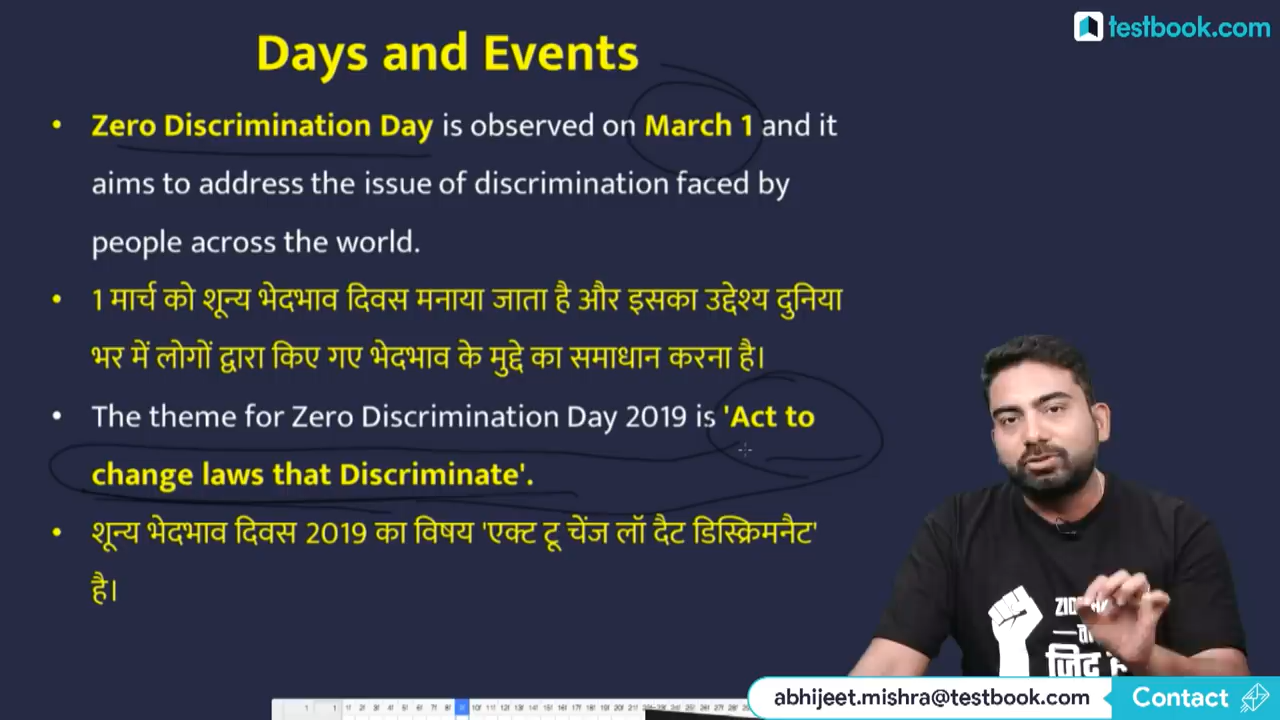 testbook.com
Days and Events
• Zero Discrimination Day is observed on March 1 and it
aims to address the issue of discrimination faced by
people across the world.
• 1 मार्च को शून्य भेदभाव दिवस मनाया जाता है और इसका उद्देश्य दुनिया
भर में लोगों द्वारा किए गए भेदभाव के मुद्दे का समाधान करना है।
• The theme for Zero Discrimination Day 2019 is 'Act to
change laws that Discriminate'.
• शून्य भेदभाव दिवस 2019 का विषय 'एक्ट टू चेंज लॉ दैट डिस्क्रिमनैट'
है।
जिद
abhijeet.mishra@testbook.com
Contact